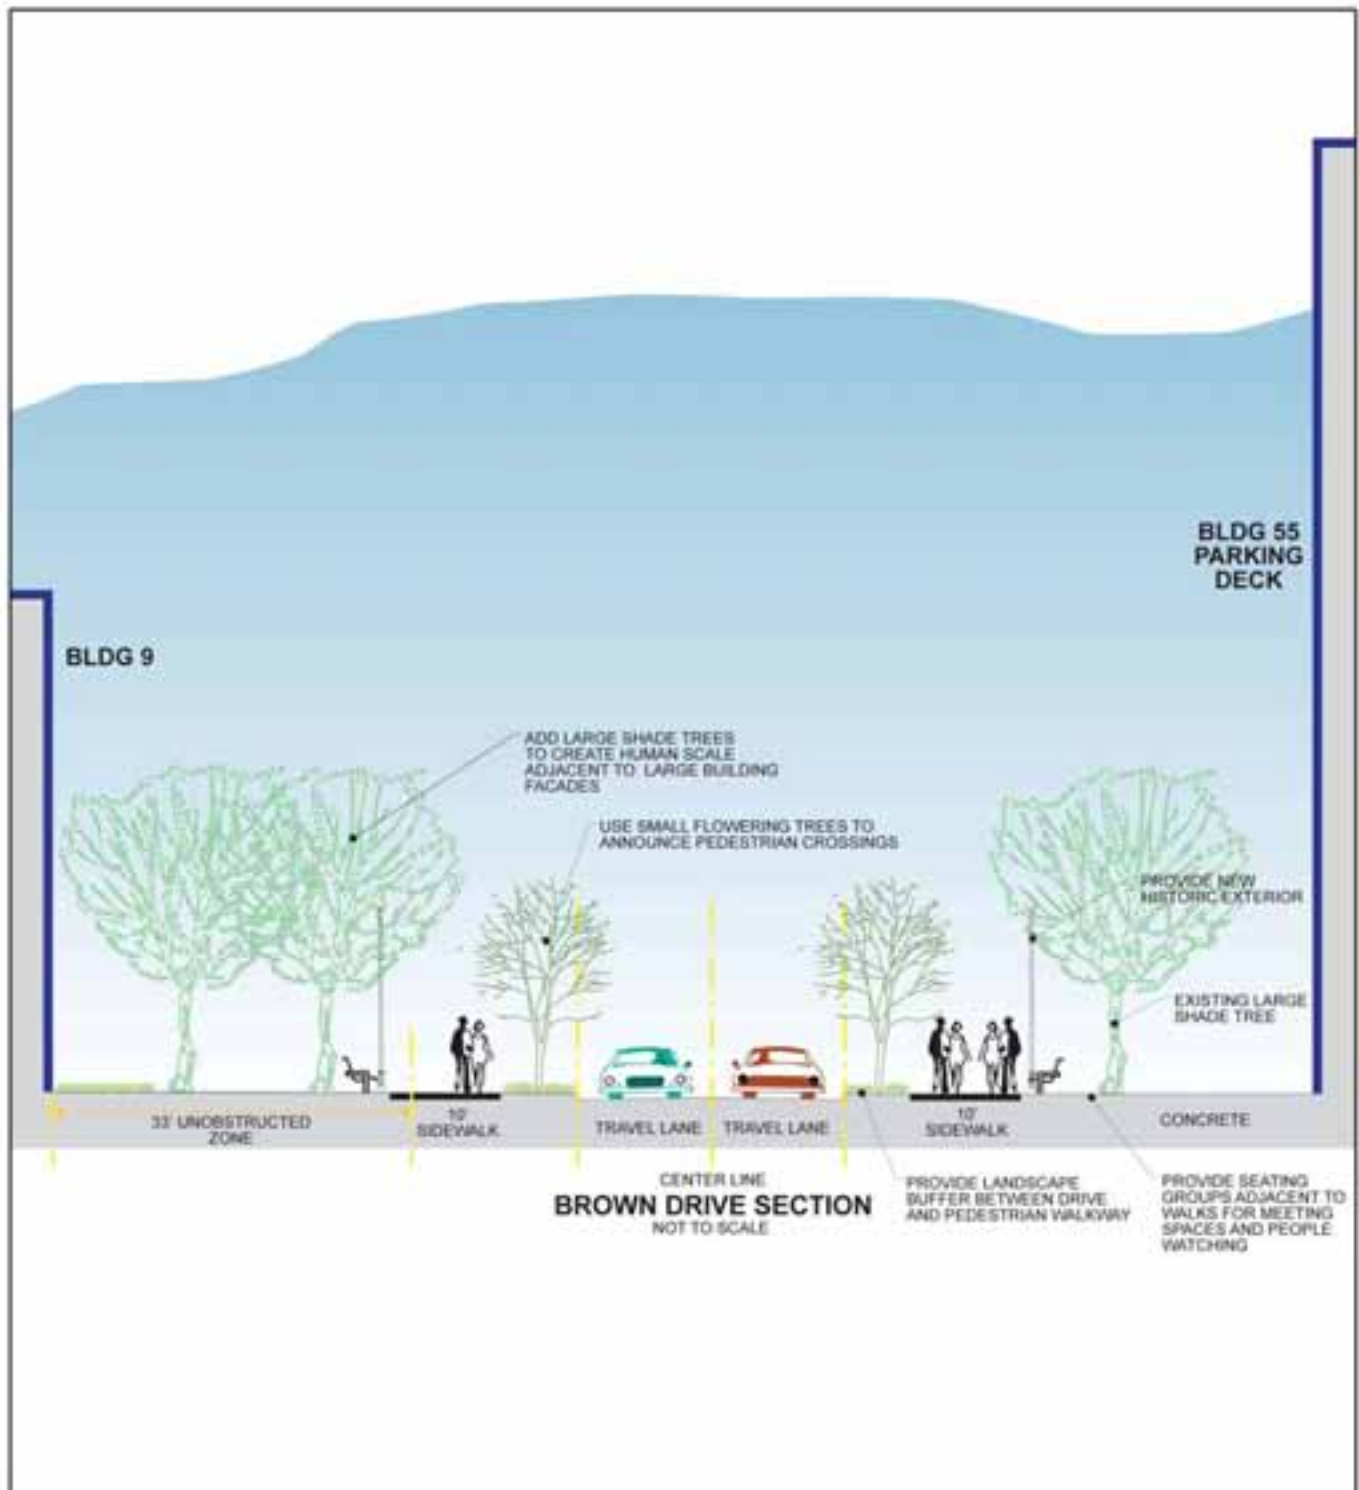 BLDG 55
PARKING
DECK
BLDG 9
ADD LARGE SHADE TREES
TO CREATE HUMAN SCALE
ADJACENT TO LARGE BUILDING
FACADES
USE SMALL FLOWERING TREES TO
ANNOUNCE PEDESTRIAN CROSSINGS
PROVIDE NEW
HISTORIC EXTERIOR
EXISTING LARGE
SHADE TREE
33' UNOBSTRUCTED
ZONE
10'
SIDEWALK
TRAVEL LANE
TRAVEL LANE
10'
SIDEWALK
CONCRETE
CENTER LINE
BROWN DRIVE SECTION
NOT TO SCALE
PROVIDE LANDSCAPE
BUFFER BETWEEN DRIVE
AND PEDESTRIAN WALKWAY
PROVIDE SEATING
GROUPS ADJACENT TO
WALKS FOR MEETING
SPACES AND PEOPLE
WATCHING